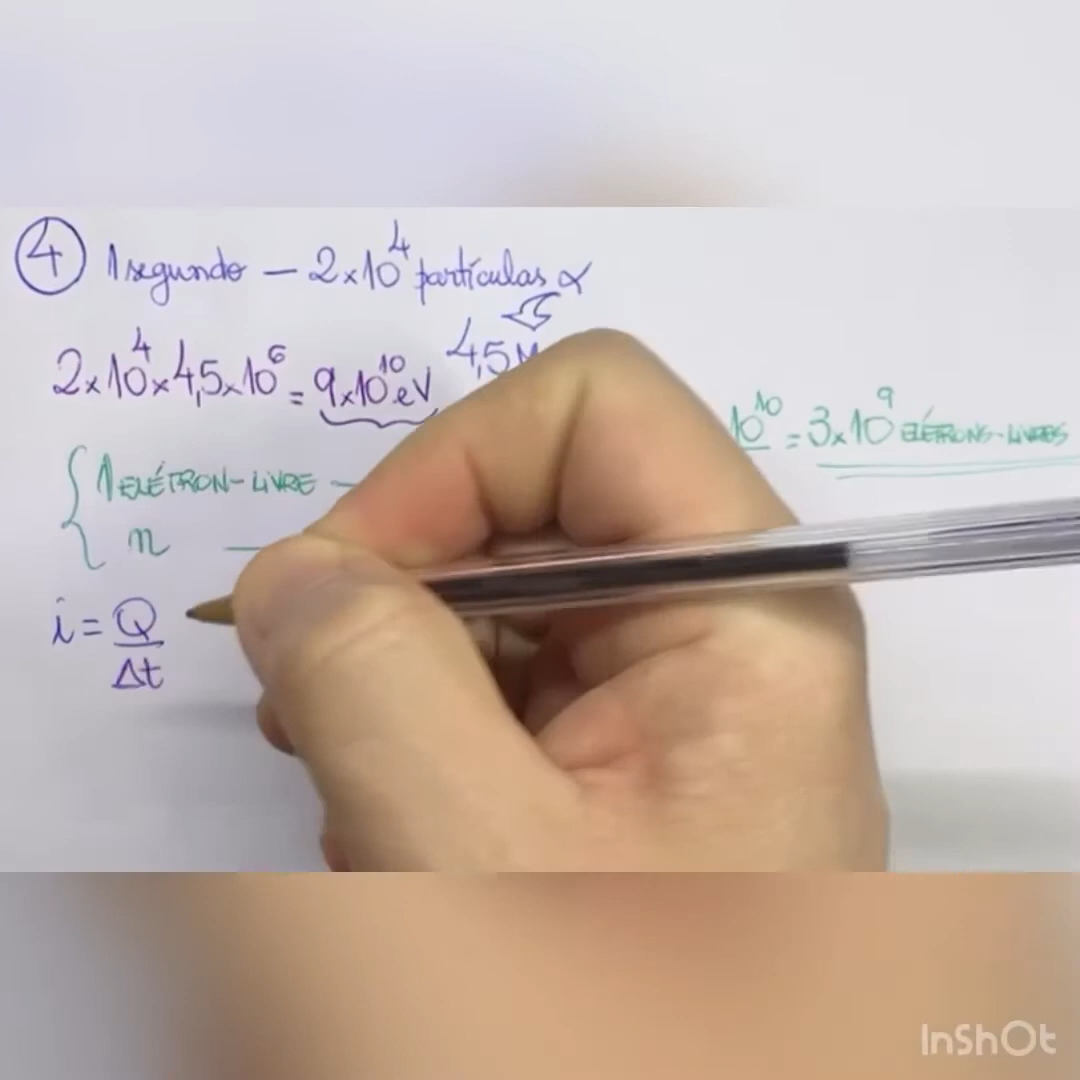 ④ 1 segundo – 2×10⁴ partículas α
2×10⁴×4,5×10⁶ = 9×10¹⁰ eV 4,5 M
10¹⁰ = 3×10⁹ ELÉTRONS-LIVRES
{ 1 ELÉTRON-LIVRE –
n —
i = Q
Δt
InShOt